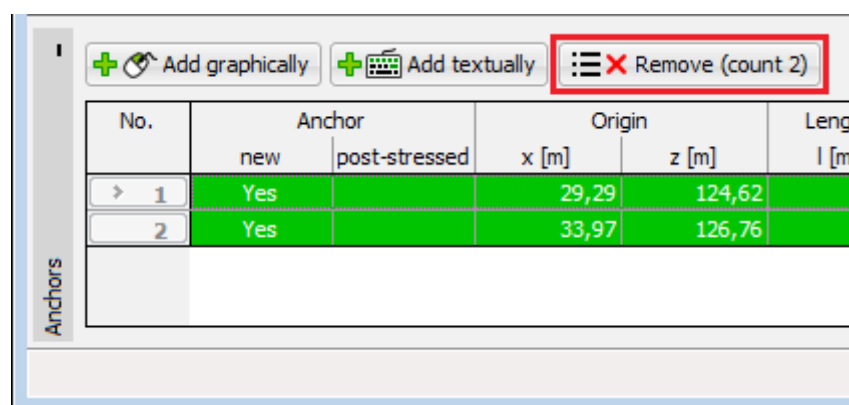 Add graphically Add textually Remove (count 2)
No. Anchor Origin Leng
new post-stressed x [m] z [m] l [m
1 Yes 29,29 124,62
2 Yes 33,97 126,76
Anchors